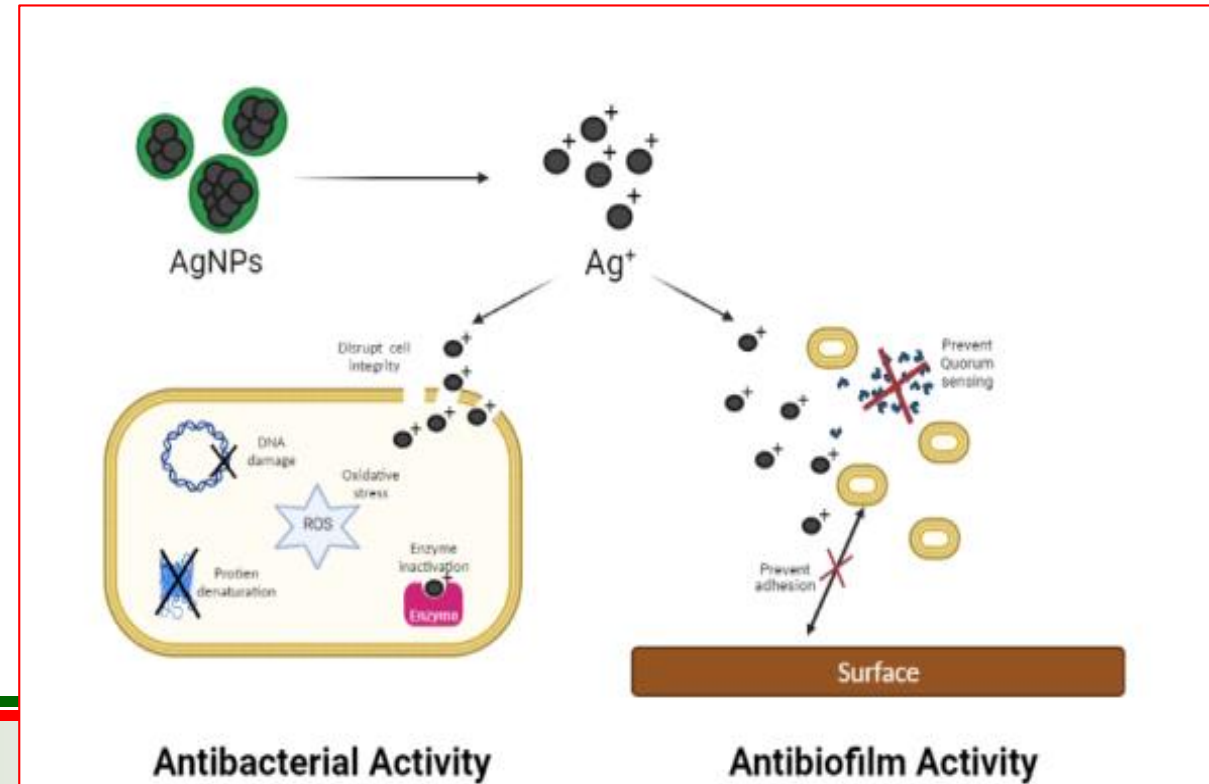 AgNPs
Ag⁺
Disrupt cell
integrity
DNA
damage
Oxidative
stress
ROS
Protien
denaturation
Enzyme
inactivation
Enzyme
Prevent
Quorum
sensing
Prevent
adhesion
Surface
Antibacterial Activity
Antibiofilm Activity